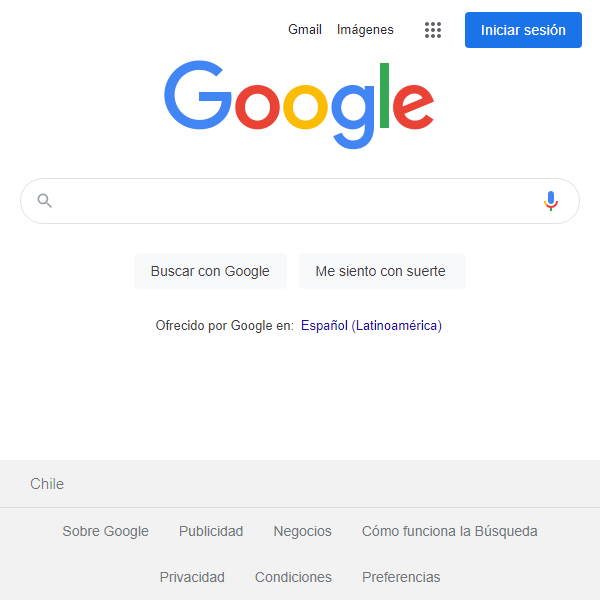 Gmail Imágenes Iniciar sesión
Google
Buscar con Google Me siento con suerte
Ofrecido por Google en: Español (Latinoamérica)
Chile
Sobre Google Publicidad Negocios Cómo funciona la Búsqueda
Privacidad Condiciones Preferencias